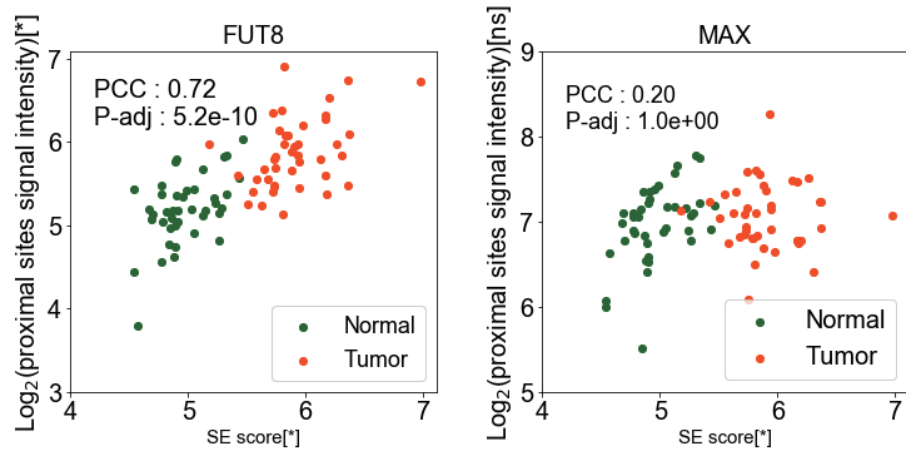 FUT8
Log₂(proximal sites signal intensity)[*]
7
6
5
4
3
PCC : 0.72
P-adj : 5.2e-10
Normal
Tumor
4 5 6 7
SE score[*]
MAX
Log₂(proximal sites signal intensity)[ns]
9
8
7
6
5
4
PCC : 0.20
P-adj : 1.0e+00
Normal
Tumor
4 5 6 7
SE score[*]